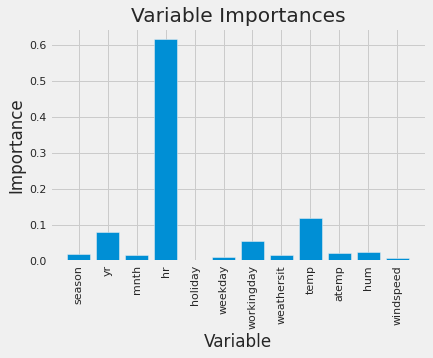 Variable Importances
Importance
0.6
0.5
0.4
0.3
0.2
0.1
0.0
season
yr
mnth
hr
holiday
weekday
workingday
weathersit
temp
atemp
hum
windspeed
Variable